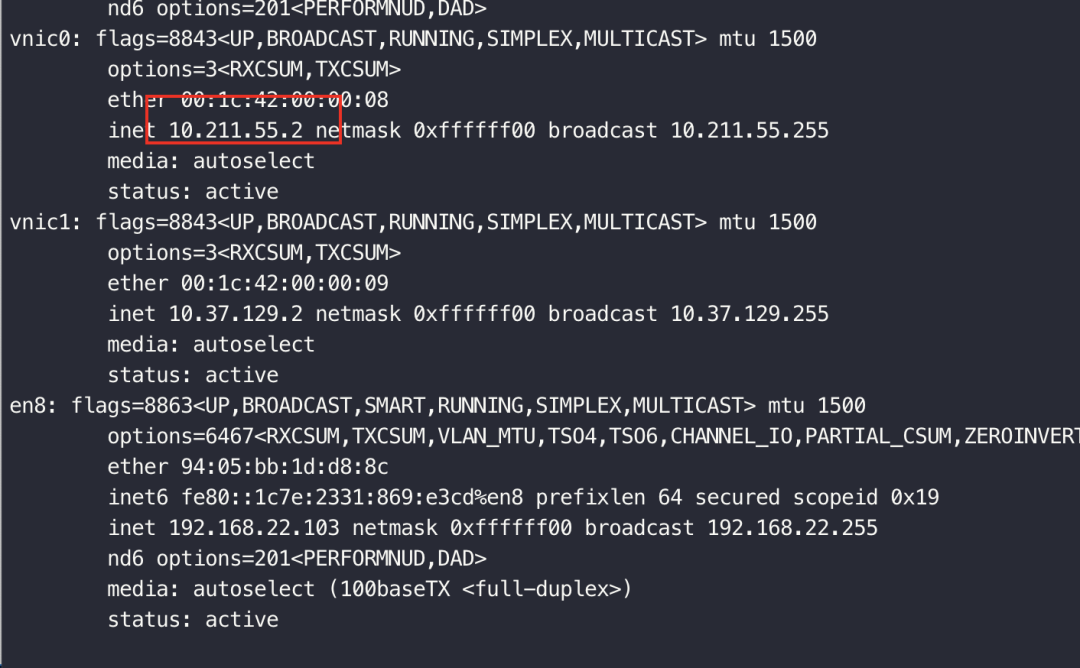 nd6 options=201<PERFORMNUD,DAD>
vnic0: flags=8843<UP,BROADCAST,RUNNING,SIMPLEX,MULTICAST> mtu 1500
options=3<RXCSUM,TXCSUM>
ether 00:1c:42:00:00:08
inet 10.211.55.2 netmask 0xffffff00 broadcast 10.211.55.255
media: autoselect
status: active
vnic1: flags=8843<UP,BROADCAST,RUNNING,SIMPLEX,MULTICAST> mtu 1500
options=3<RXCSUM,TXCSUM>
ether 00:1c:42:00:00:09
inet 10.37.129.2 netmask 0xffffff00 broadcast 10.37.129.255
media: autoselect
status: active
en8: flags=8863<UP,BROADCAST,SMART,RUNNING,SIMPLEX,MULTICAST> mtu 1500
options=6467<RXCSUM,TXCSUM,VLAN_MTU,TSO4,TSO6,CHANNEL_IO,PARTIAL_CSUM,ZEROINVERT
ether 94:05:bb:1d:d8:8c
inet6 fe80::1c7e:2331:869:e3cd%en8 prefixlen 64 secured scopeid 0x19
inet 192.168.22.103 netmask 0xffffff00 broadcast 192.168.22.255
nd6 options=201<PERFORMNUD,DAD>
media: autoselect (100baseTX <full-duplex>)
status: active